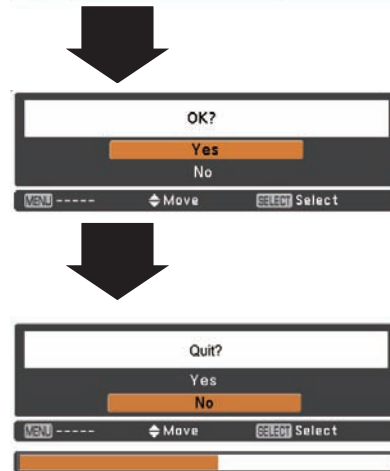 OK?
Yes
No
MENU ----- Move SELECT Select
Quit?
Yes
No
MENU ----- Move SELECT Select